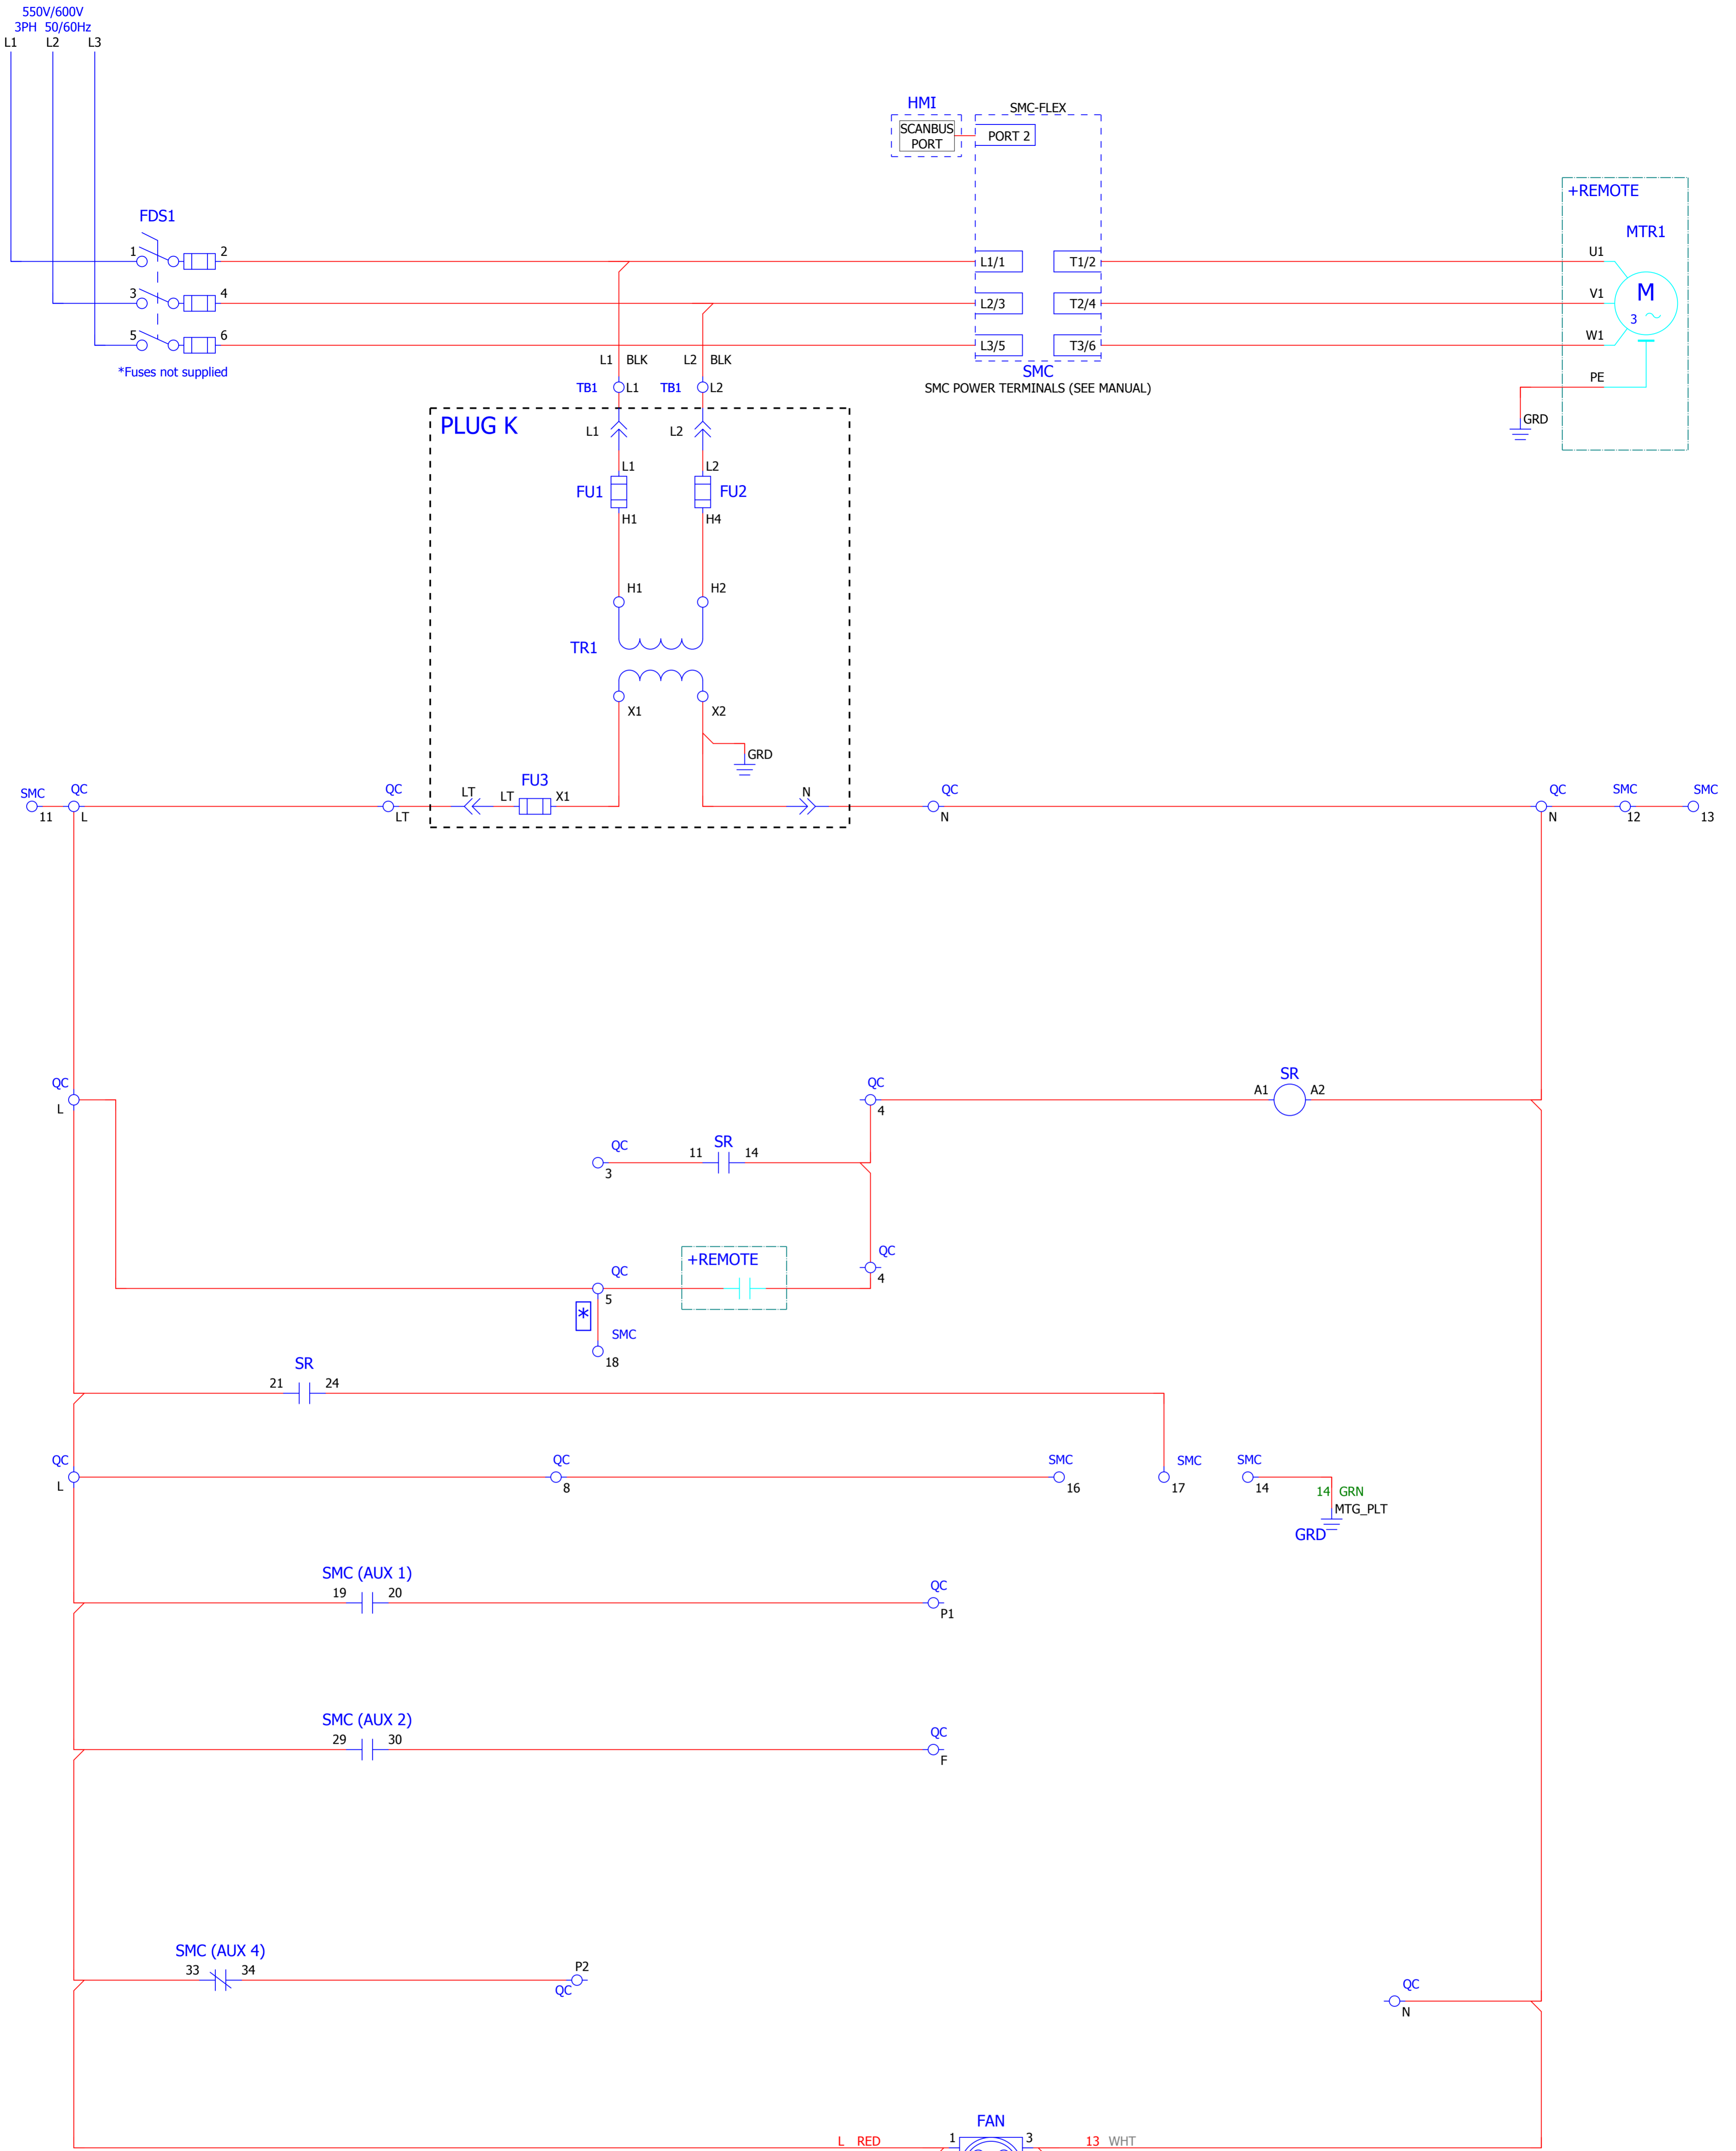 550V/600V
3PH 50/60Hz
L1 L2 L3
HMI
SMC-FLEX
SCANBUS
PORT
PORT 2
+REMOTE
FDS1
MTR1
1 2 L1/1 T1/2 U1
3 4 L2/3 T2/4 V1 M
3
5 6 L3/5 T3/6 W1
L1 BLK L2 BLK
*Fuses not supplied
SMC
PE
TB1 L1 TB1 L2
SMC POWER TERMINALS (SEE MANUAL)
GRD
PLUG K
L1 L2
L1 L2
FU1 FU2
H1 H4
H1 H2
TR1
X1 X2
GRD
SMC QC QC LT LT FU3 X1 N QC QC SMC SMC
11 L LT N N 12 13
QC QC A1 SR A2
L 4
QC 11 SR 14
3
QC
+REMOTE
4
QC
5
*
SMC
18
SR
21 24
QC QC SMC SMC SMC
L 8 16 17 14
14 GRN
MTG_PLT
GRD
SMC (AUX 1)
19 20 QC
P1
SMC (AUX 2)
29 30 QC
F
SMC (AUX 4)
33 34 P2
QC
QC
N
FAN
L RED 1 3 13 WHT